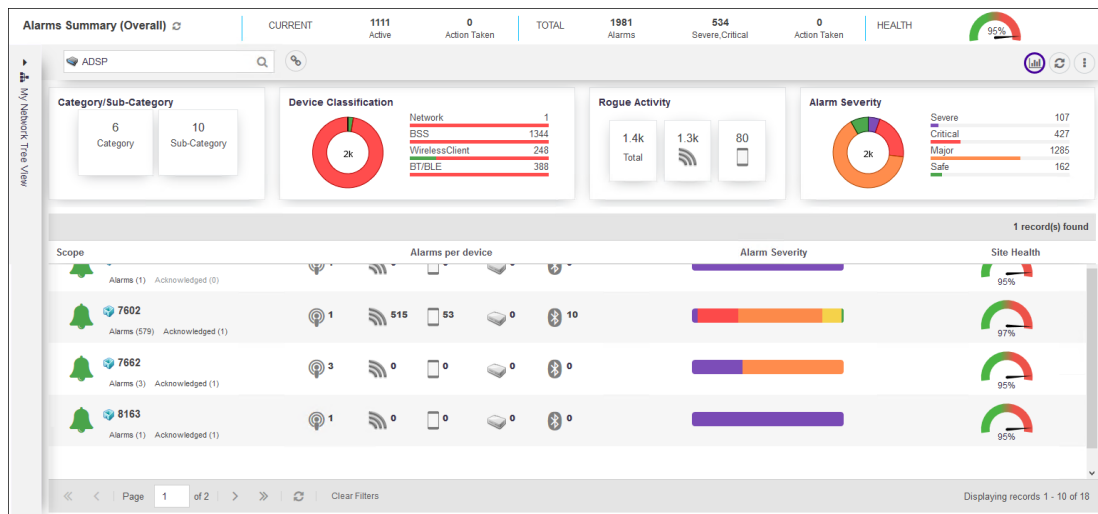 Alarms Summary (Overall)
CURRENT
1111
Active
0
Action Taken
TOTAL
1981
Alarms
534
Severe,Critical
0
Action Taken
HEALTH
95%
My Network Tree View
ADSP
Category/Sub-Category
6
Category
10
Sub-Category
Device Classification
2k
Network 1
BSS 1344
WirelessClient 248
BT/BLE 388
Rogue Activity
1.4k
Total
1.3k
80
Alarm Severity
2k
Severe 107
Critical 427
Major 1285
Safe 162
1 record(s) found
Scope Alarms per device Alarm Severity Site Health
Alarms (1) Acknowledged (0)
95%
7602
1 515 53 0 10
Alarms (579) Acknowledged (1)
97%
7662
3 0 0 0 0
Alarms (3) Acknowledged (1)
95%
8163
1 0 0 0 0
Alarms (1) Acknowledged (1)
95%
Page 1 of 2 Clear Filters Displaying records 1 - 10 of 18